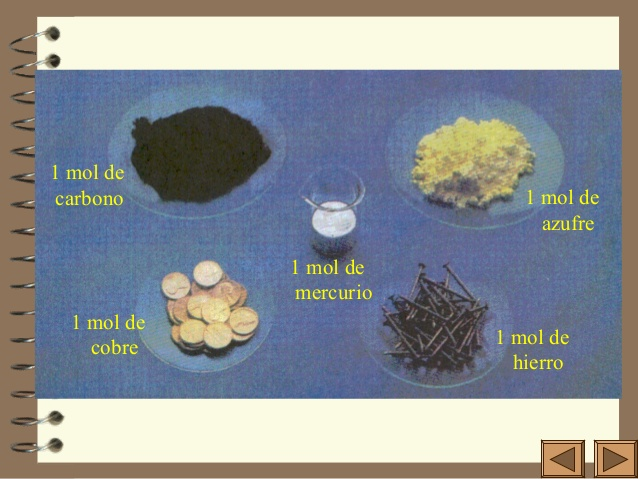 1 mol de
carbono
1 mol de
azufre
1 mol de
mercurio
1 mol de
cobre
1 mol de
hierro